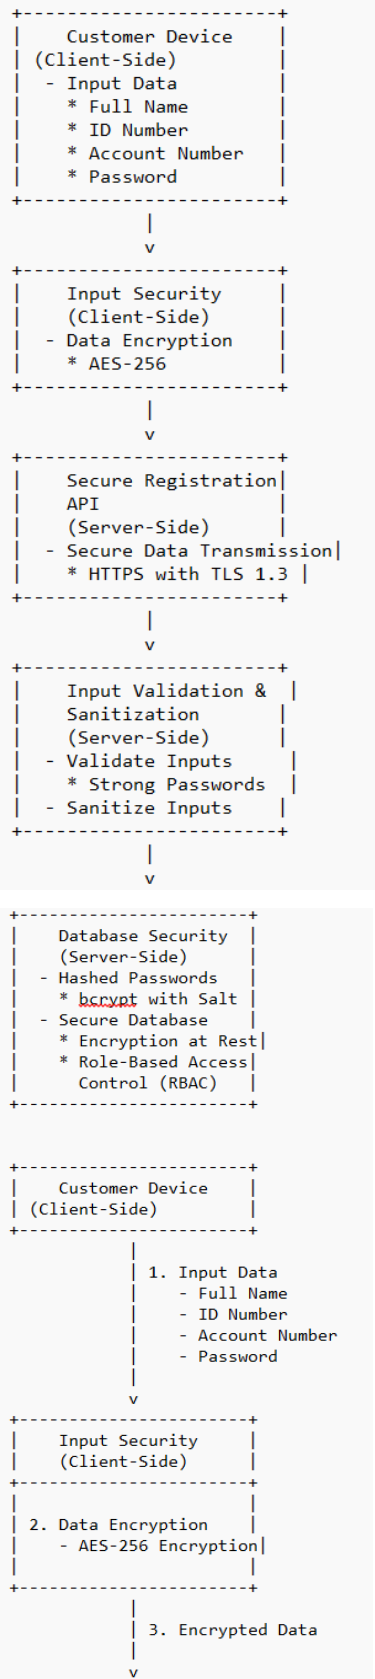 +------------------------+
|    Customer Device    |
| (Client-Side)         |
|  - Input Data         |
|    * Full Name        |
|    * ID Number        |
|    * Account Number   |
|    * Password         |
+------------------------+
|
v
+------------------------+
|    Input Security     |
|    (Client-Side)      |
|  - Data Encryption    |
|    * AES-256          |
+------------------------+
|
v
+------------------------+
|    Secure Registration|
|    API                |
|    (Server-Side)      |
|  - Secure Data Transmission|
|    * HTTPS with TLS 1.3 |
+------------------------+
|
v
+------------------------+
|    Input Validation &  |
|    Sanitization       |
|    (Server-Side)      |
|  - Validate Inputs     |
|    * Strong Passwords  |
|  - Sanitize Inputs    |
+------------------------+
|
v
+-----------------------+
|    Database Security  |
|    (Server-Side)      |
|  - Hashed Passwords   |
|    * bcrypt with Salt |
|  - Secure Database    |
|    * Encryption at Rest|
|    * Role-Based Access|
|      Control (RBAC)   |
+-----------------------+
+-----------------------+
|    Customer Device    |
| (Client-Side)         |
+-----------------------+
|
| 1. Input Data
|    - Full Name
|    - ID Number
|    - Account Number
|    - Password
|
v
+-----------------------+
|    Input Security     |
|    (Client-Side)      |
+-----------------------+
|                       |
| 2. Data Encryption    |
|    - AES-256 Encryption|
|                       |
+-----------------------+
|
| 3. Encrypted Data
|
v